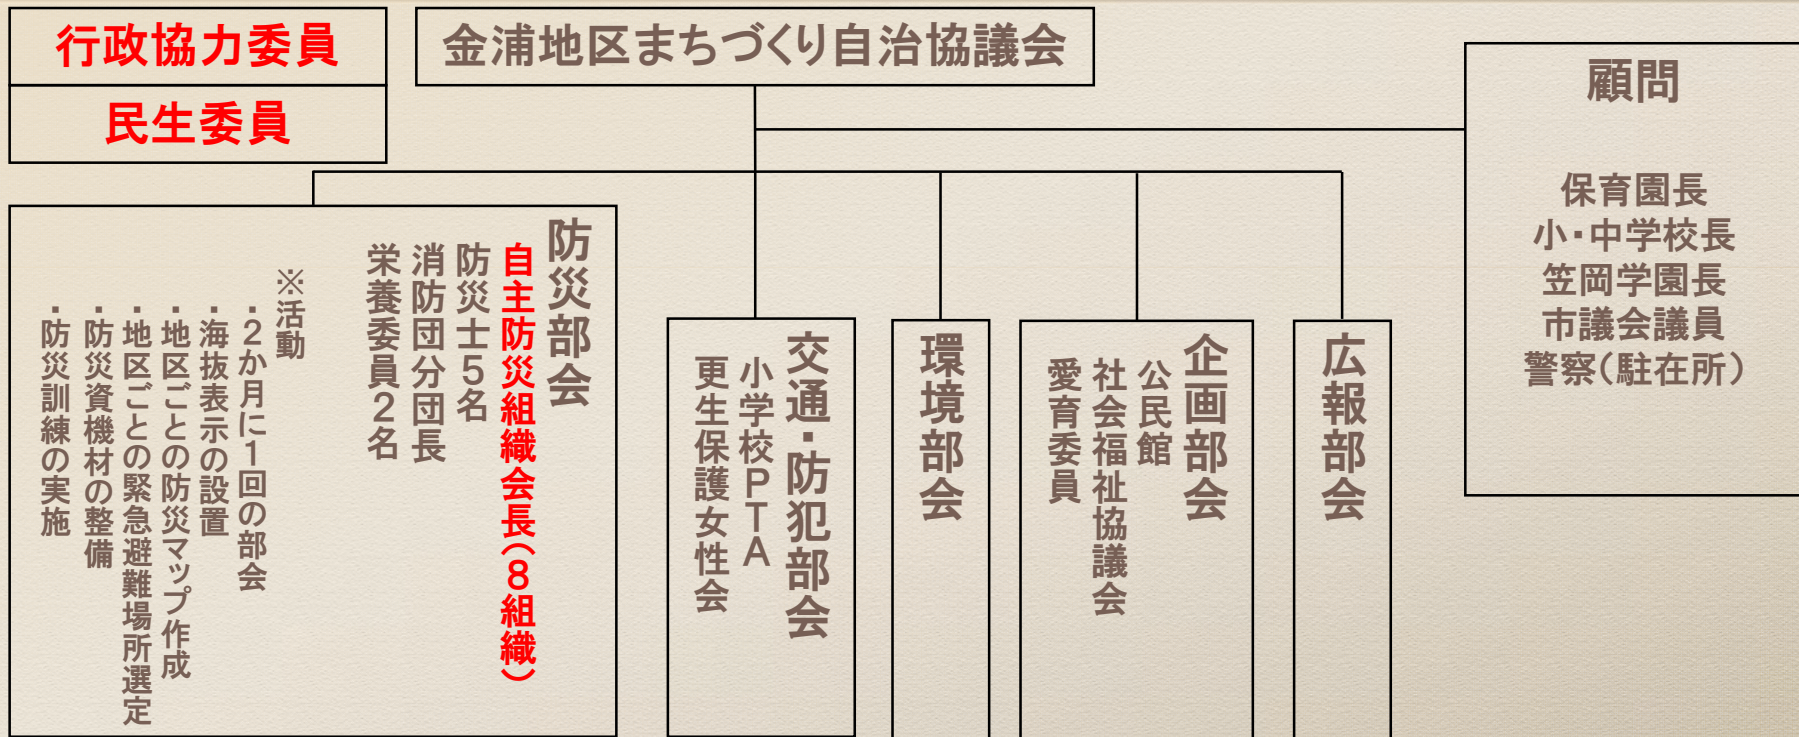 行政協力委員
民生委員
金浦地区まちづくり自治協議会
顧問
保育園長
小・中学校長
笠岡学園長
市議会議員
警察（駐在所）
防災部会
自主防災組織会長（８組織）
防災士５名
消防団分団長
栄養委員２名
※活動
・２か月に１回の部会
・海抜表示の設置
・地区ごとの防災マップ作成
・地区ごとの緊急避難場所選定
・防災資機材の整備
・防災訓練の実施
交通・防犯部会
小学校ＰＴＡ
更生保護女性会
環境部会
企画部会
公民館
社会福祉協議会
愛育委員
広報部会